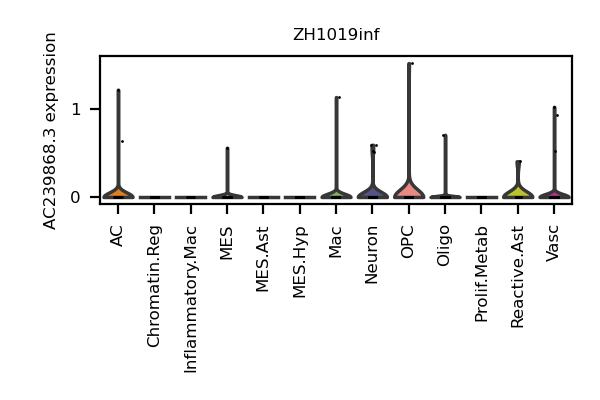 ZH1019inf
AC239868.3 expression
1
0
AC
Chromatin.Reg
Inflammatory.Mac
MES
MES.Ast
MES.Hyp
Mac
Neuron
OPC
Oligo
Prolif.Metab
Reactive.Ast
Vasc